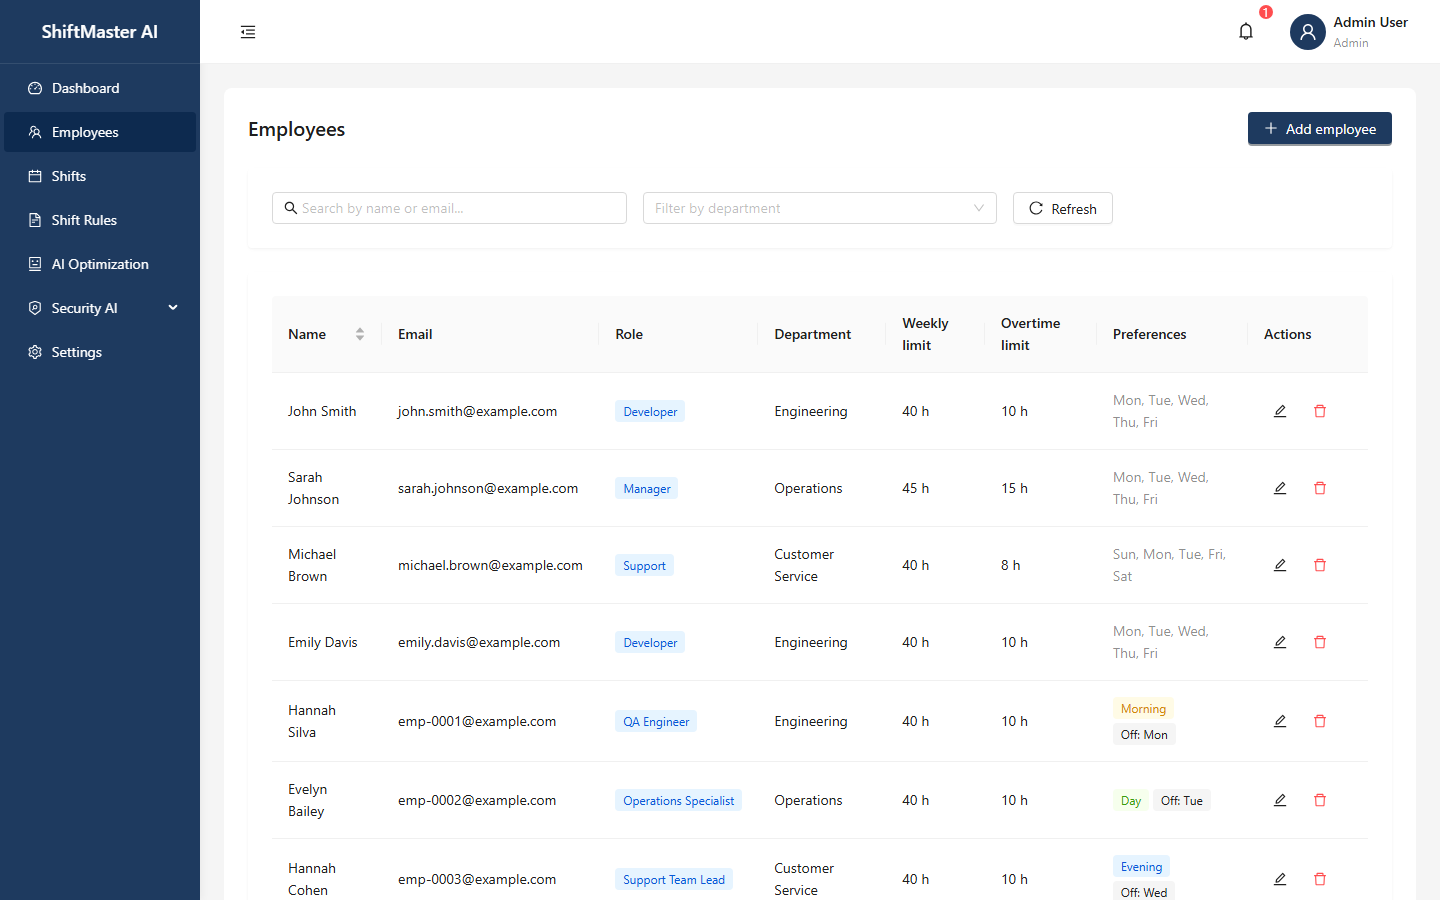 ShiftMaster AI
1
Admin User
Admin
Dashboard
Employees
Shifts
Shift Rules
AI Optimization
Security AI
Settings
Employees
Add employee
Search by name or email...
Filter by department
Refresh
Name Email Role Department Weekly limit Overtime limit Preferences Actions
John Smith john.smith@example.com Developer Engineering 40 h 10 h Mon, Tue, Wed,
Thu, Fri
Sarah
Johnson sarah.johnson@example.com Manager Operations 45 h 15 h Mon, Tue, Wed,
Thu, Fri
Michael
Brown michael.brown@example.com Support Customer
Service 40 h 8 h Sun, Mon, Tue, Fri,
Sat
Emily Davis emily.davis@example.com Developer Engineering 40 h 10 h Mon, Tue, Wed,
Thu, Fri
Hannah
Silva emp-0001@example.com QA Engineer Engineering 40 h 10 h Morning
Off: Mon
Evelyn
Bailey emp-0002@example.com Operations Specialist Operations 40 h 10 h Day Off: Tue
Hannah
Cohen emp-0003@example.com Support Team Lead Customer
Service 40 h 10 h Evening
Off: Wed